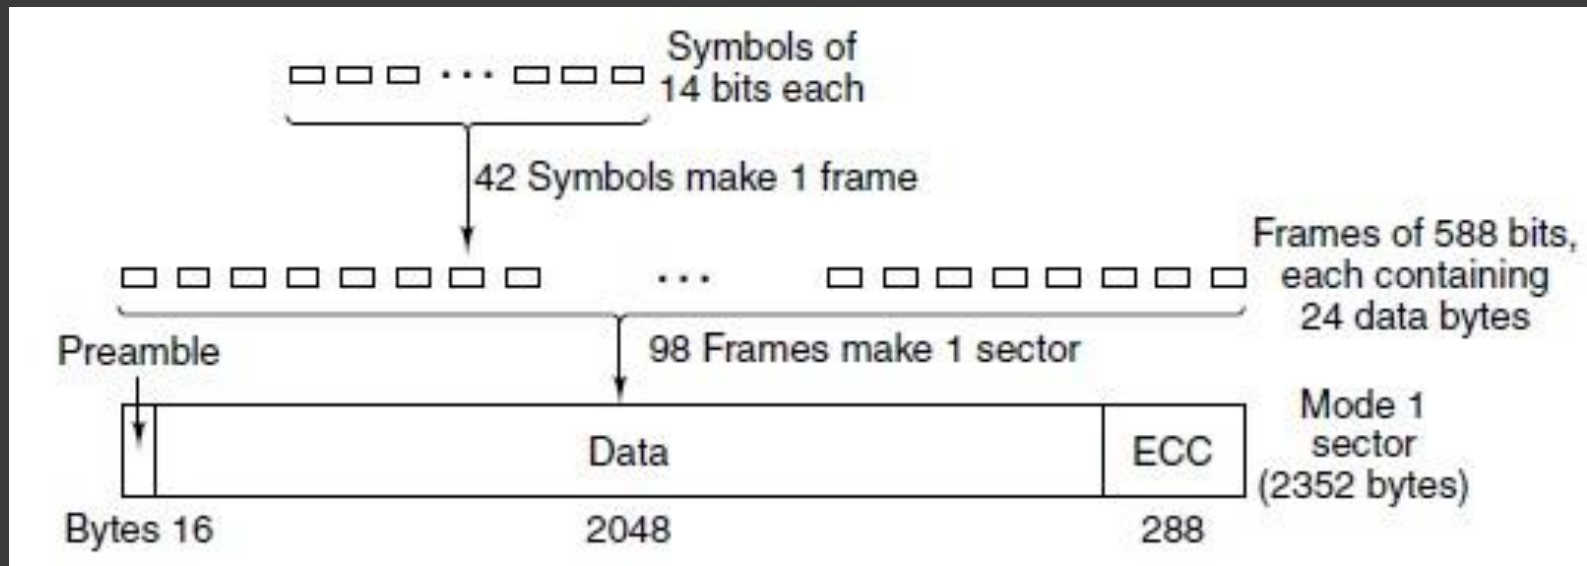 Symbols of
14 bits each
42 Symbols make 1 frame
Frames of 588 bits,
each containing
24 data bytes
Preamble
98 Frames make 1 sector
Data
ECC
Mode 1
sector
(2352 bytes)
Bytes 16
2048
288